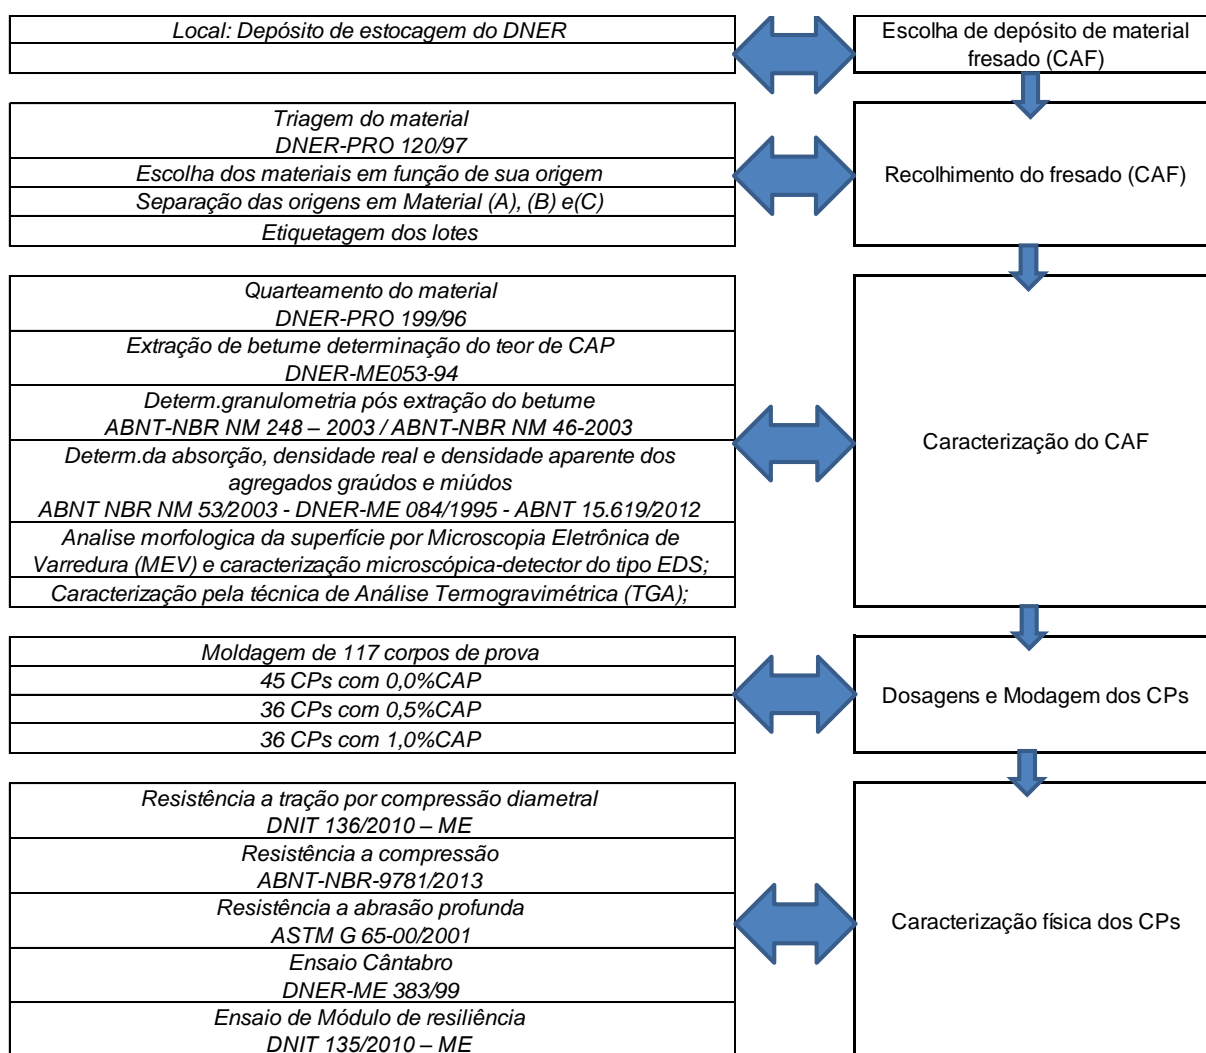 Local: Depósito de estocagem do DNER
Escolha de depósito de material
fresado (CAF)
Triagem do material
DNER-PRO 120/97
Escolha dos materiais em função de sua origem
Separação das origens em Material (A), (B) e(C)
Etiquetagem dos lotes
Recolhimento do fresado (CAF)
Quarteamento do material
DNER-PRO 199/96
Extração de betume determinação do teor de CAP
DNER-ME053-94
Determ.granulometria pós extração do betume
ABNT-NBR NM 248 – 2003 / ABNT-NBR NM 46-2003
Determ.da absorção, densidade real e densidade aparente dos
agregados graúdos e miúdos
ABNT NBR NM 53/2003 - DNER-ME 084/1995 - ABNT 15.619/2012
Analise morfologica da superfície por Microscopia Eletrônica de
Varredura (MEV) e caracterização microscópica-detector do tipo EDS;
Caracterização pela técnica de Análise Termogravimétrica (TGA);
Caracterização do CAF
Moldagem de 117 corpos de prova
45 CPs com 0,0%CAP
36 CPs com 0,5%CAP
36 CPs com 1,0%CAP
Dosagens e Modagem dos CPs
Resistência a tração por compressão diametral
DNIT 136/2010 – ME
Resistência a compressão
ABNT-NBR-9781/2013
Resistência a abrasão profunda
ASTM G 65-00/2001
Ensaio Cântabro
DNER-ME 383/99
Ensaio de Módulo de resiliência
DNIT 135/2010 – ME
Caracterização física dos CPs